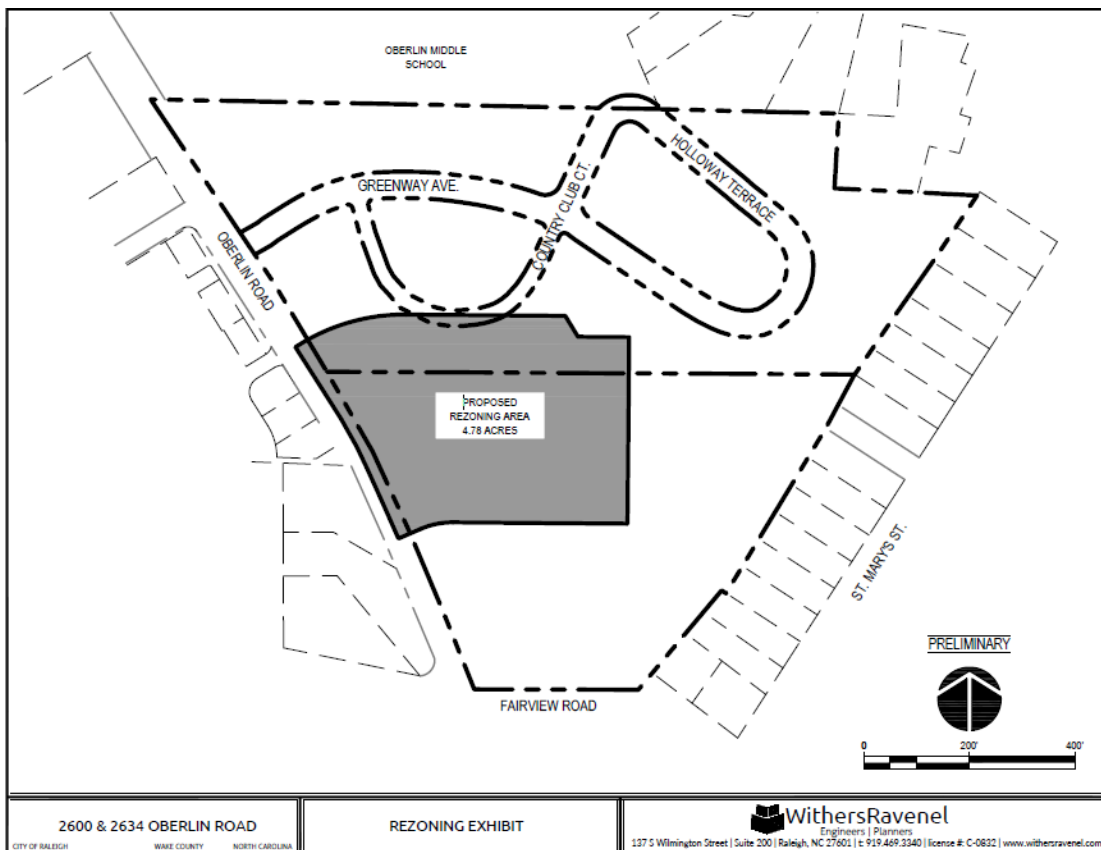 OBERLIN MIDDLE
SCHOOL
HOLLOWAY TERRACE
GREENWAY AVE.
COUNTRY CLUB CT.
OBERLIN ROAD
PROPOSED
REZONING AREA
4.78 ACRES
ST. MARY'S ST.
PRELIMINARY
FAIRVIEW ROAD
0 200' 400'
2600 & 2634 OBERLIN ROAD
CITY OF RALEIGH WAKE COUNTY NORTH CAROLINA
REZONING EXHIBIT
WithersRavenel
Engineers | Planners
137 S Wilmington Street | Suite 200 | Raleigh, NC 27601 | t: 919.469.3340 | license #: C-0832 | www.withersravenel.com